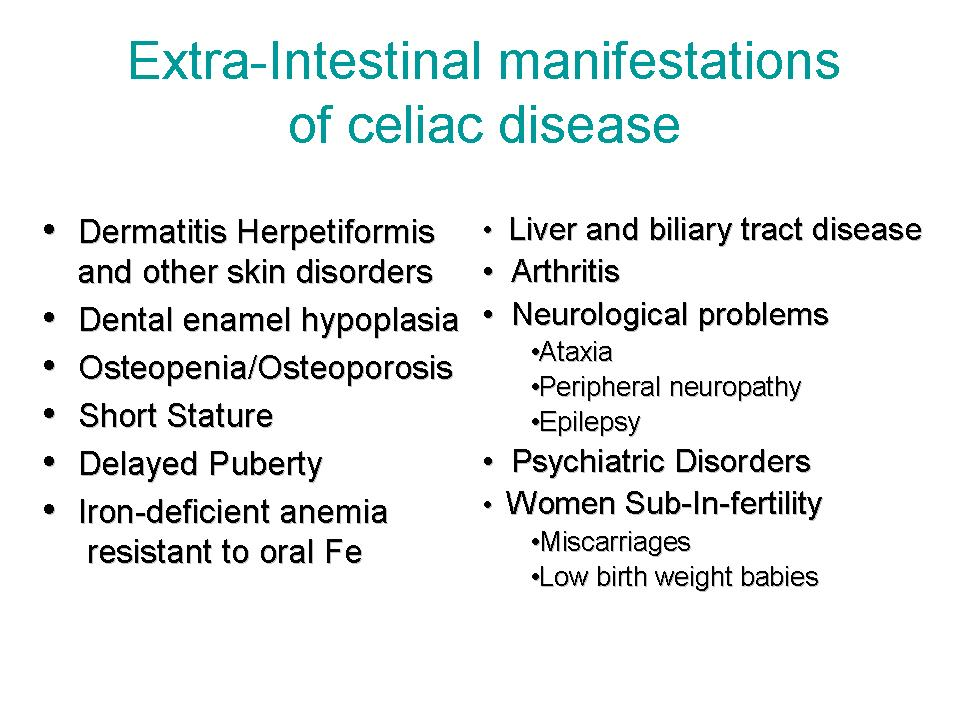 Extra-Intestinal manifestations
of celiac disease
• Dermatitis Herpetiformis
and other skin disorders
• Dental enamel hypoplasia
• Osteopenia/Osteoporosis
• Short Stature
• Delayed Puberty
• Iron-deficient anemia
resistant to oral Fe
• Liver and biliary tract disease
• Arthritis
• Neurological problems
•Ataxia
•Peripheral neuropathy
•Epilepsy
• Psychiatric Disorders
• Women Sub-In-fertility
•Miscarriages
•Low birth weight babies